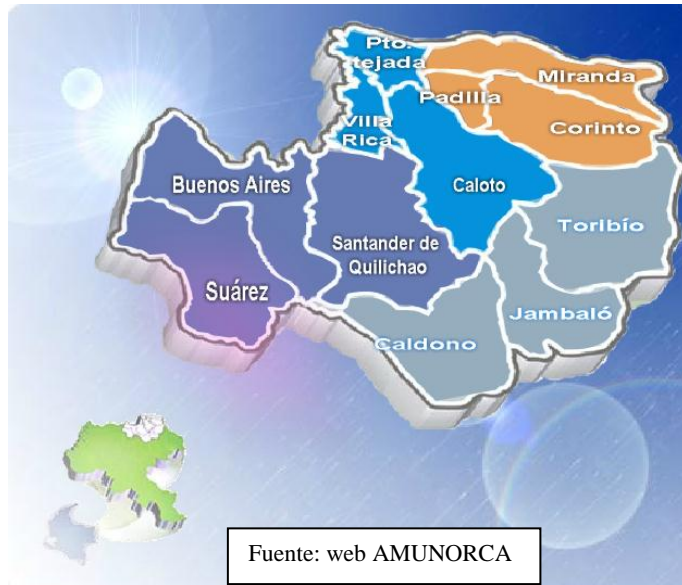 Pto.
tejada
Miranda
Padilla
Villa
Rica
Corinto
Buenos Aires
Caloto
Toribío
Santander de
Quilichao
Suárez
Jambaló
Caldono
Fuente: web AMUNORCA